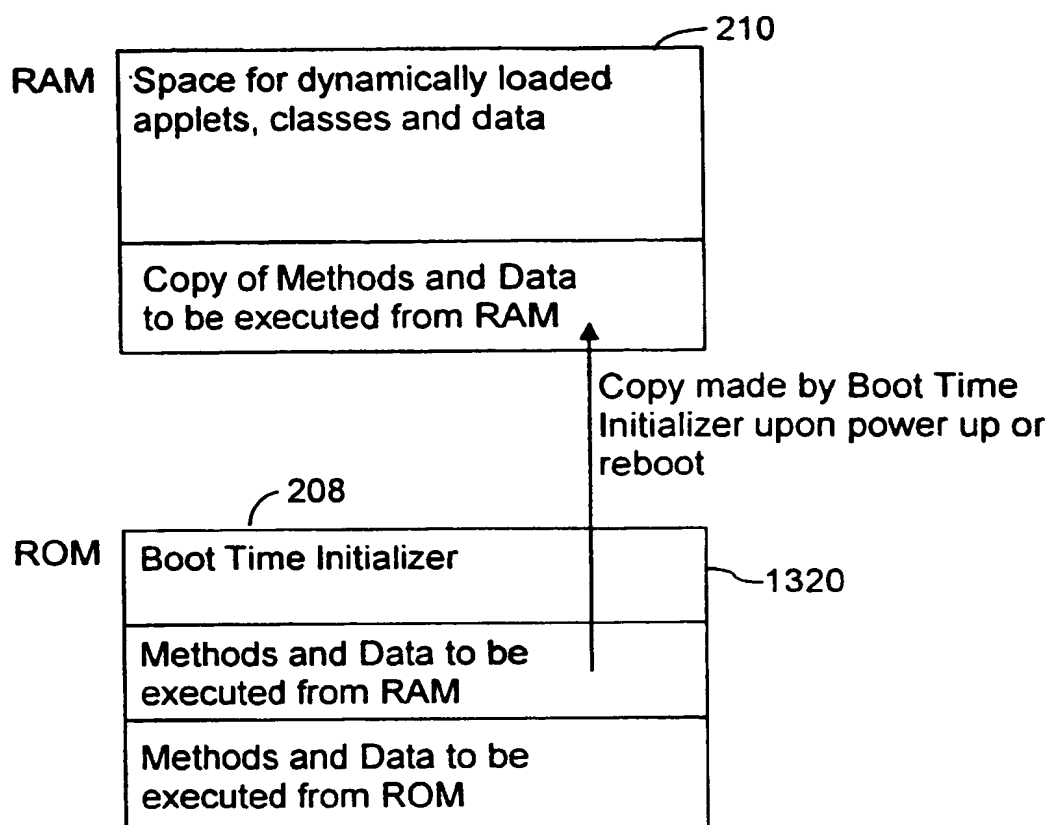 210
RAM
Space for dynamically loaded
applets, classes and data
Copy of Methods and Data
to be executed from RAM
Copy made by Boot Time
Initializer upon power up or
reboot
208
ROM
Boot Time Initializer
1320
Methods and Data to be
executed from RAM
Methods and Data to be
executed from ROM